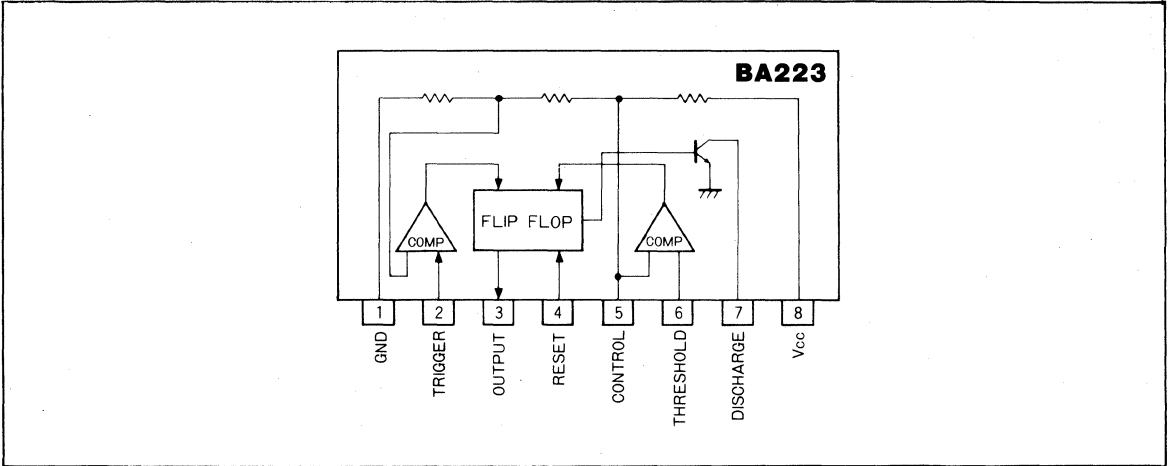 BA223
FLIP FLOP
COMP
COMP
1 2 3 4 5 6 7 8
GND
TRIGGER
OUTPUT
RESET
CONTROL
THRESHOLD
DISCHARGE
Vcc